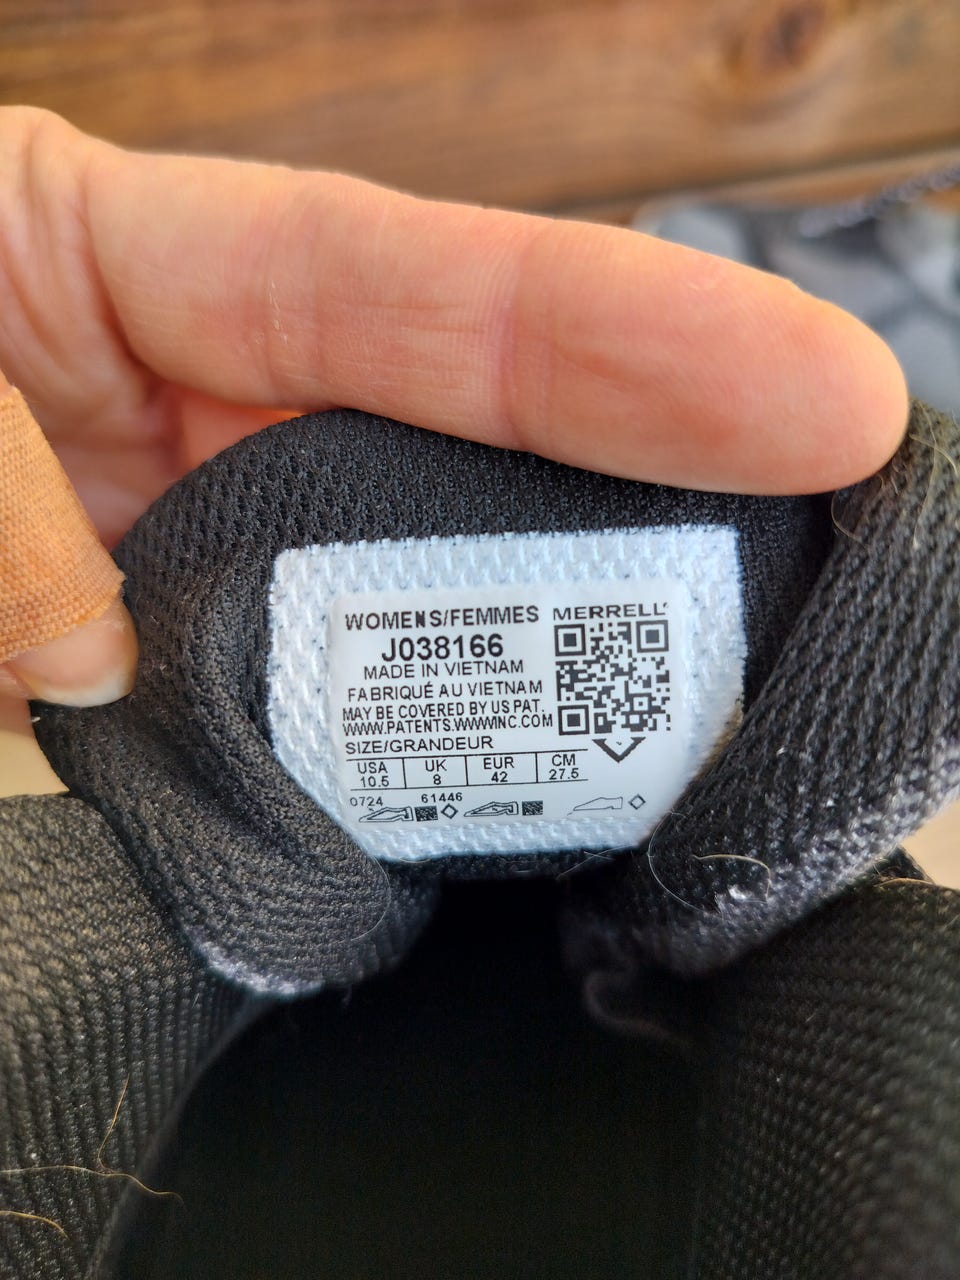 WOMENS/FEMMES MERRELL
J038166
MADE IN VIETNAM
FABRIQUÉ AU VIETNAM
MAY BE COVERED BY US PAT.
WWW.PATENTS.WWWINC.COM
SIZE/GRANDEUR
USA UK EUR CM
10.5 8 42 27.5
0724 61446